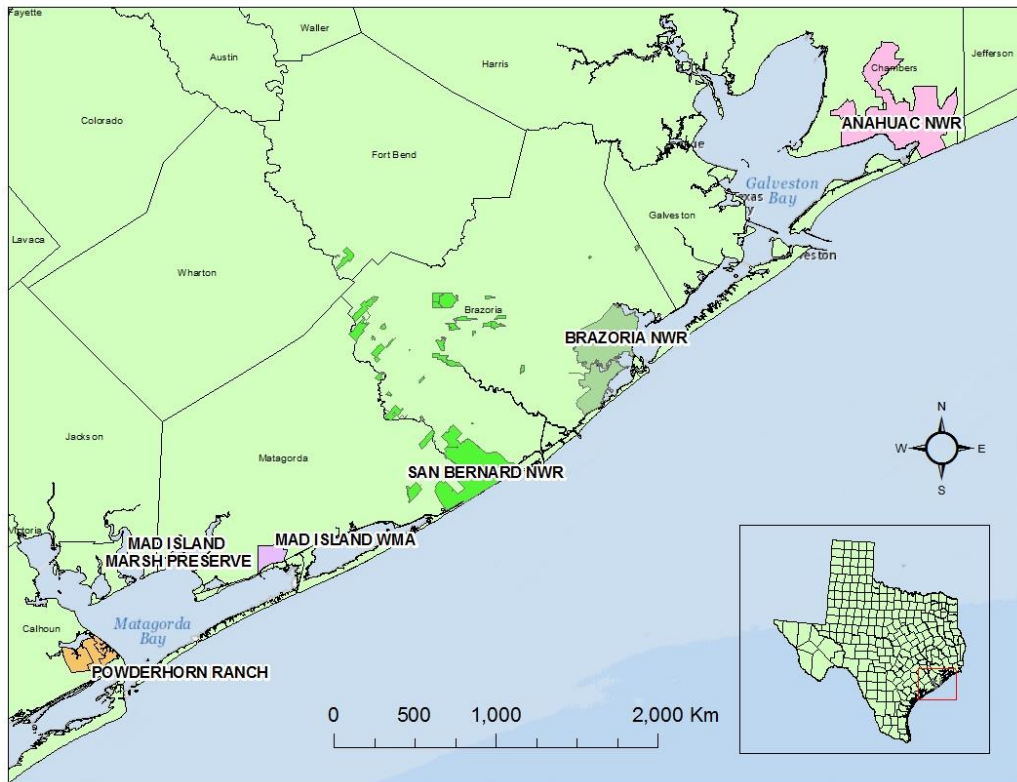 Fayette
Waller
Austin
Harris
Jefferson
Chambers
Colorado
ANAHUAC NWR
Fort Bend
Galveston
Bay
Galveston
Lavaca
Wharton
Brazoria
BRAZORIA NWR
Jackson
Matagorda
SAN BERNARD NWR
N
W E
S
Victoria
MAD ISLAND
MARSH PRESERVE
MAD ISLAND WMA
Calhoun
Matagorda
Bay
POWDERHORN RANCH
0 500 1,000 2,000 Km